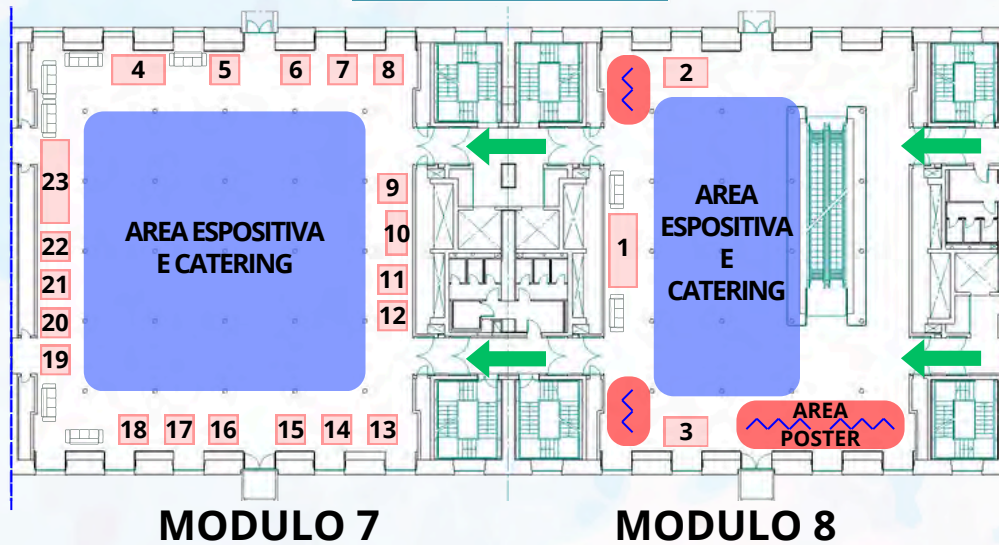 4
5
6
7
8
2
23
9
AREA ESPOSITIVA
E CATERING
10
22
11
21
12
20
19
AREA
ESPOSITIVA
E
CATERING
1
18
17
16
15
14
13
3
AREA
POSTER
MODULO 7
MODULO 8